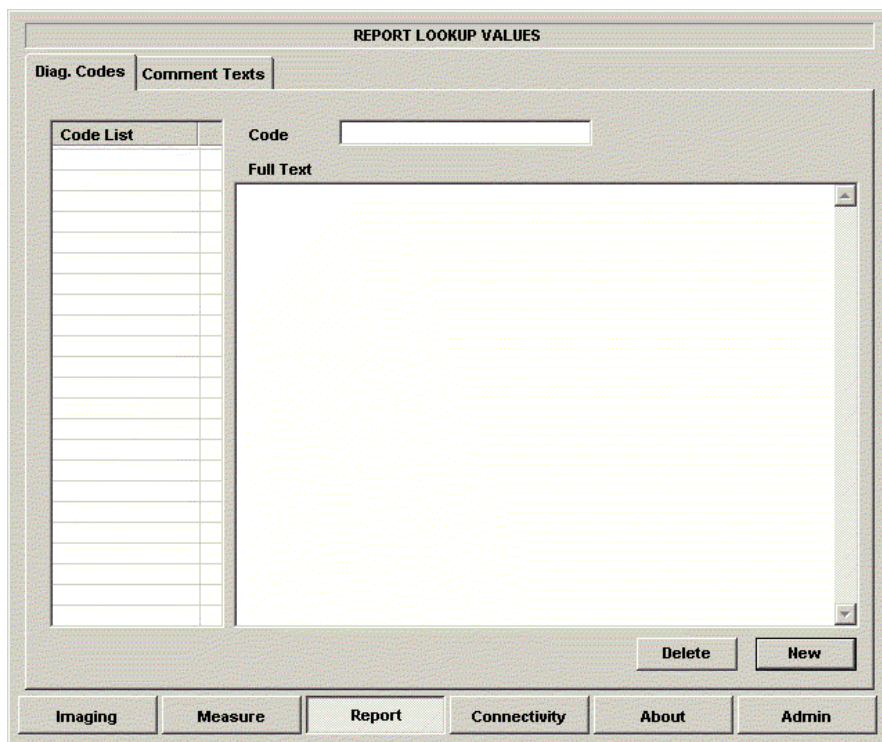 REPORT LOOKUP VALUES
Diag. Codes Comment Texts
Code List Code
Full Text
Delete New
Imaging Measure Report Connectivity About Admin